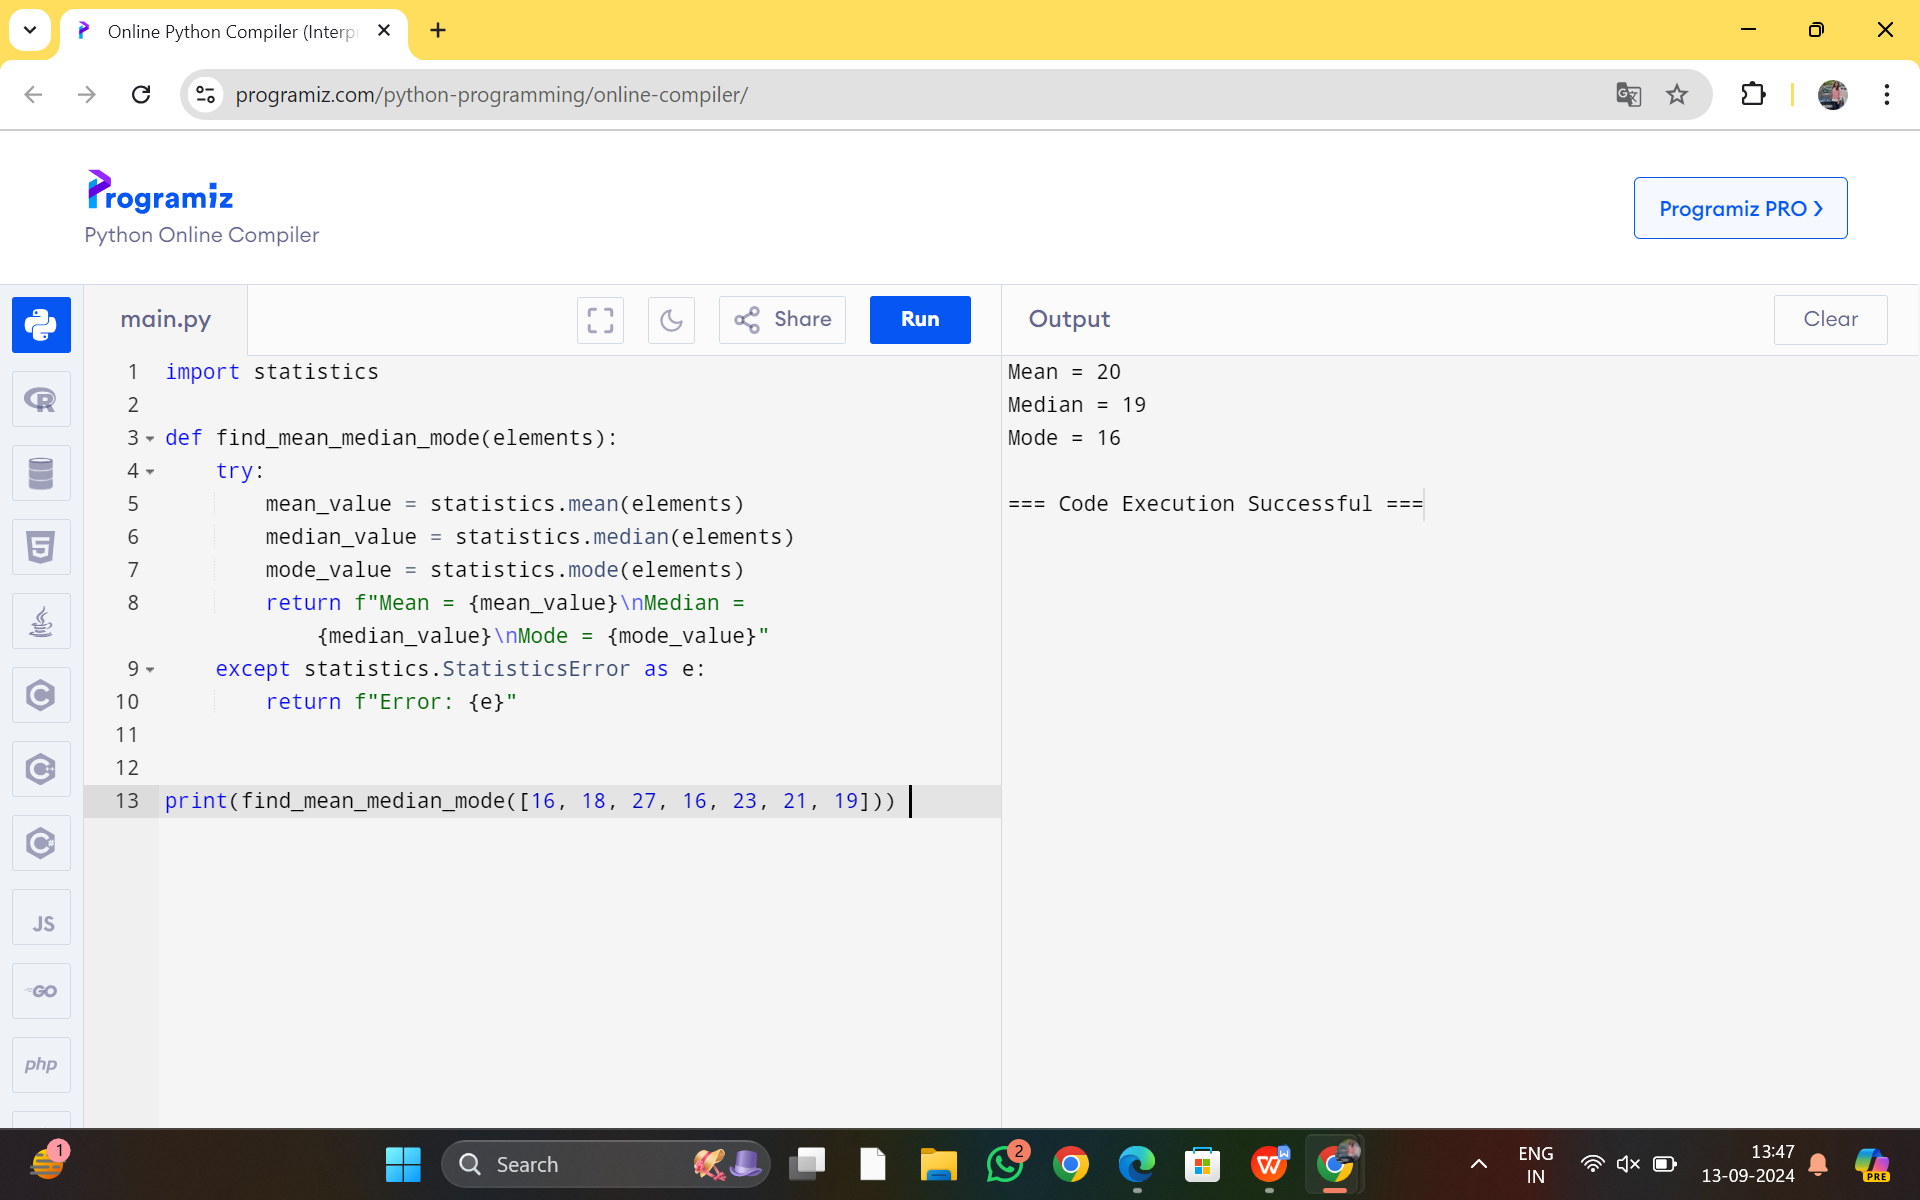 Online Python Compiler (Interp
programiz.com/python-programming/online-compiler/
Programiz
Python Online Compiler
Programiz PRO
main.py
Share
Run
Output
Clear
1 import statistics
2
3 def find_mean_median_mode(elements):
4 try:
5 mean_value = statistics.mean(elements)
6 median_value = statistics.median(elements)
7 mode_value = statistics.mode(elements)
8 return f"Mean = {mean_value}\nMedian =
{median_value}\nMode = {mode_value}"
9 except statistics.StatisticsError as e:
10 return f"Error: {e}"
11
12
13 print(find_mean_median_mode([16, 18, 27, 16, 23, 21, 19]))
Mean = 20
Median = 19
Mode = 16
=== Code Execution Successful ===
R
5
C
C++
C#
JS
GO
php
1
Search
2
W
W
ENG
IN
13:47
13-09-2024
PRE